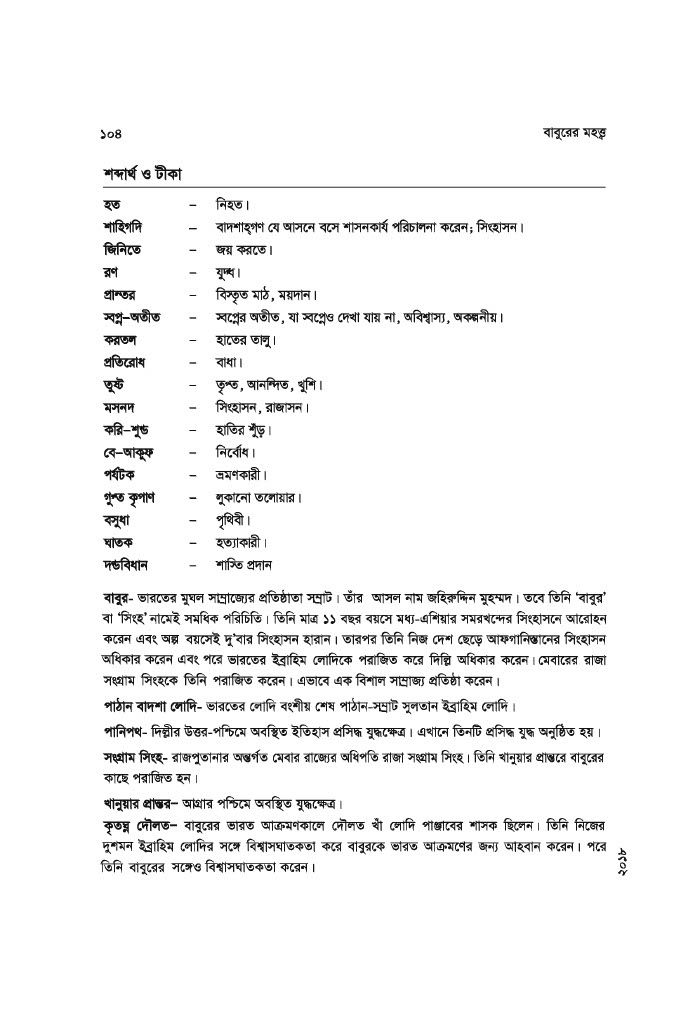 ১০৪ বাবুরের মহত্ত্ব
শব্দার্থ ও টীকা
হত – নিহত।
শাহিগদি – বাদশাহ্‌গণ যে আসনে বসে শাসনকার্য পরিচালনা করেন; সিংহাসন।
জিনিতে – জয় করতে।
রণ – যুদ্ধ।
প্রান্তর – বিস্তৃত মাঠ, ময়দান।
স্বপ্ন–অতীত – স্বপ্নের অতীত, যা স্বপ্নেও দেখা যায় না, অবিশ্বাস্য, অকল্পনীয়।
করতল – হাতের তালু।
প্রতিরোধ – বাধা।
তুষ্ট – তৃপ্ত, আনন্দিত, খুশি।
মসনদ – সিংহাসন, রাজাসন।
করি–শুণ্ড – হাতির শুঁড়।
বে–আকুফ – নির্বোধ।
পর্যটক – ভ্রমণকারী।
গুপ্ত কৃপাণ – লুকানো তলোয়ার।
বসুধা – পৃথিবী।
ঘাতক – হত্যাকারী।
দণ্ডবিধান – শাস্তি প্রদান
বাবুর- ভারতের মুঘল সাম্রাজ্যের প্রতিষ্ঠাতা সম্রাট। তাঁর আসল নাম জহিরুদ্দিন মুহম্মদ। তবে তিনি ‘বাবুর’
বা ‘সিংহ’ নামেই সমধিক পরিচিতি। তিনি মাত্র ১১ বছর বয়সে মধ্য-এশিয়ার সমরখন্দের সিংহাসনে আরোহন
করেন এবং অল্প বয়সেই দু’বার সিংহাসন হারান। তারপর তিনি নিজ দেশ ছেড়ে আফগানিস্তানের সিংহাসন
অধিকার করেন এবং পরে ভারতের ইব্রাহিম লোদিকে পরাজিত করে দিল্লি অধিকার করেন। মেবারের রাজা
সংগ্রাম সিংহকে তিনি পরাজিত করেন। এভাবে এক বিশাল সাম্রাজ্য প্রতিষ্ঠা করেন।
পাঠান বাদশা লোদি- ভারতের লোদি বংশীয় শেষ পাঠান-সম্রাট সুলতান ইব্রাহিম লোদি।
পানিপথ- দিল্লীর উত্তর-পশ্চিমে অবস্থিত ইতিহাস প্রসিদ্ধ যুদ্ধক্ষেত্র। এখানে তিনটি প্রসিদ্ধ যুদ্ধ অনুষ্ঠিত হয়।
সংগ্রাম সিংহ- রাজপুতানার অন্তর্গত মেবার রাজ্যের অধিপতি রাজা সংগ্রাম সিংহ। তিনি খানুয়ার প্রান্তরে বাবুরের
কাছে পরাজিত হন।
খানুয়ার প্রান্তর– আগ্রার পশ্চিমে অবস্থিত যুদ্ধক্ষেত্র।
কৃতঘ্ন দৌলত– বাবুরের ভারত আক্রমণকালে দৌলত খাঁ লোদি পাঞ্জাবের শাসক ছিলেন। তিনি নিজের
দুশমন ইব্রাহিম লোদির সঙ্গে বিশ্বাসঘাতকতা করে বাবুরকে ভারত আক্রমণের জন্য আহবান করেন। পরে
তিনি বাবুরের সঙ্গেও বিশ্বাসঘাতকতা করেন।
২০১৮